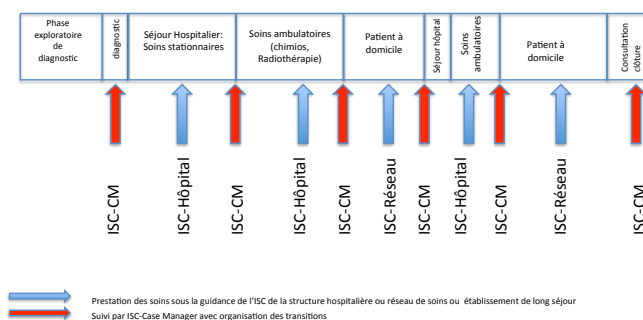 Phase
exploratoire
de
diagnostic
diagnostic
Séjour Hospitalier:
Soins stationnaires
Soins ambulatoires
(chimios,
Radiothérapie)
Patient à
domicile
Séjour hôpital
Soins
ambulatoires
Patient à
domicile
Consultation
clôture
ISC-CM
ISC-Hôpital
ISC-CM
ISC-Hôpital
ISC-CM
ISC-Réseau
ISC-CM
ISC-Hôpital
ISC-CM
ISC-Réseau
ISC-CM
Prestation des soins sous la guidance de l'ISC de la structure hospitalière ou réseau de soins ou établissement de long séjour
Suivi par ISC-Case Manager avec organisation des transitions